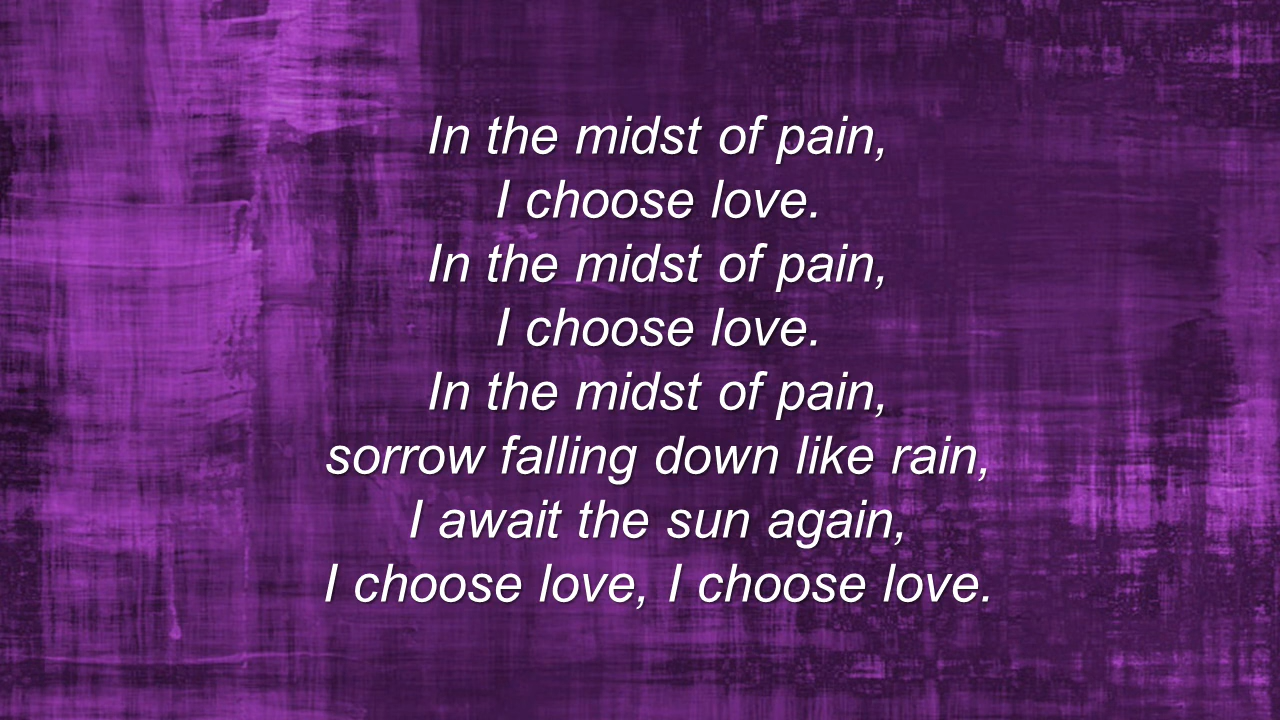 In the midst of pain,
I choose love.
In the midst of pain,
I choose love.
In the midst of pain,
sorrow falling down like rain,
I await the sun again,
I choose love, I choose love.